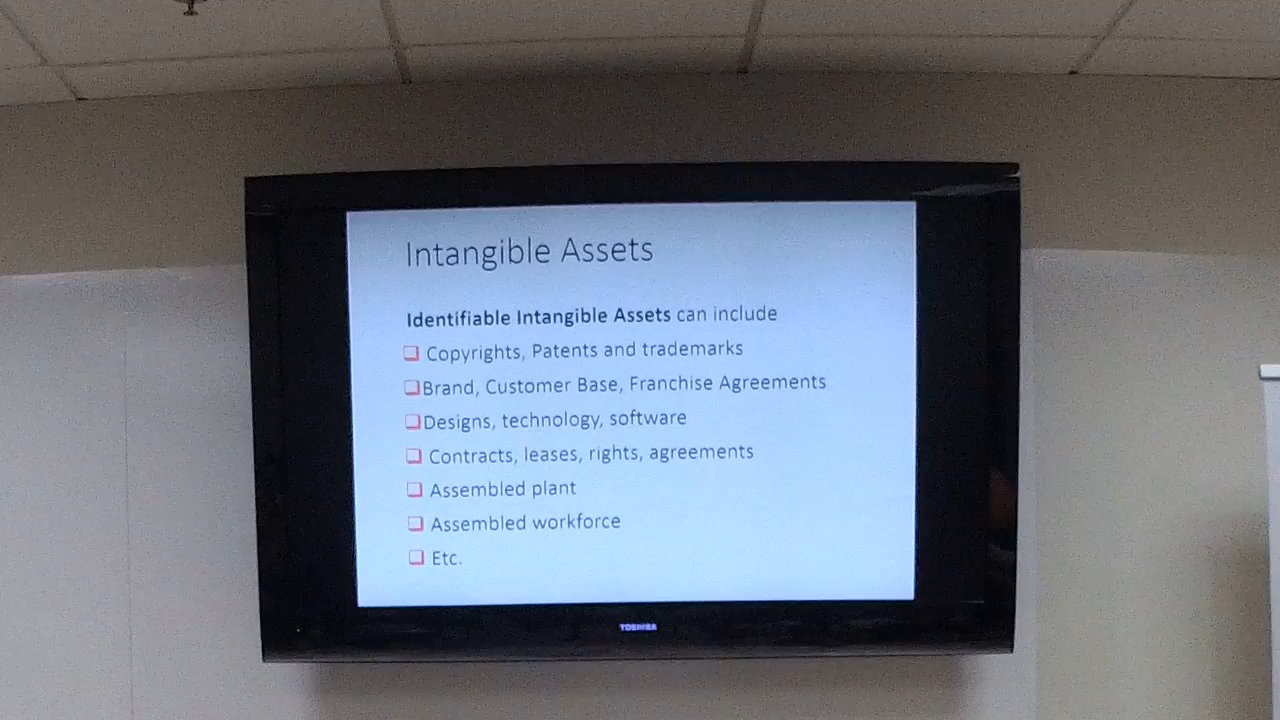 Intangible Assets
Identifiable Intangible Assets can include
Copyrights, Patents and trademarks
Brand, Customer Base, Franchise Agreements
Designs, technology, software
Contracts, leases, rights, agreements
Assembled plant
Assembled workforce
Etc.
TOSHIBA